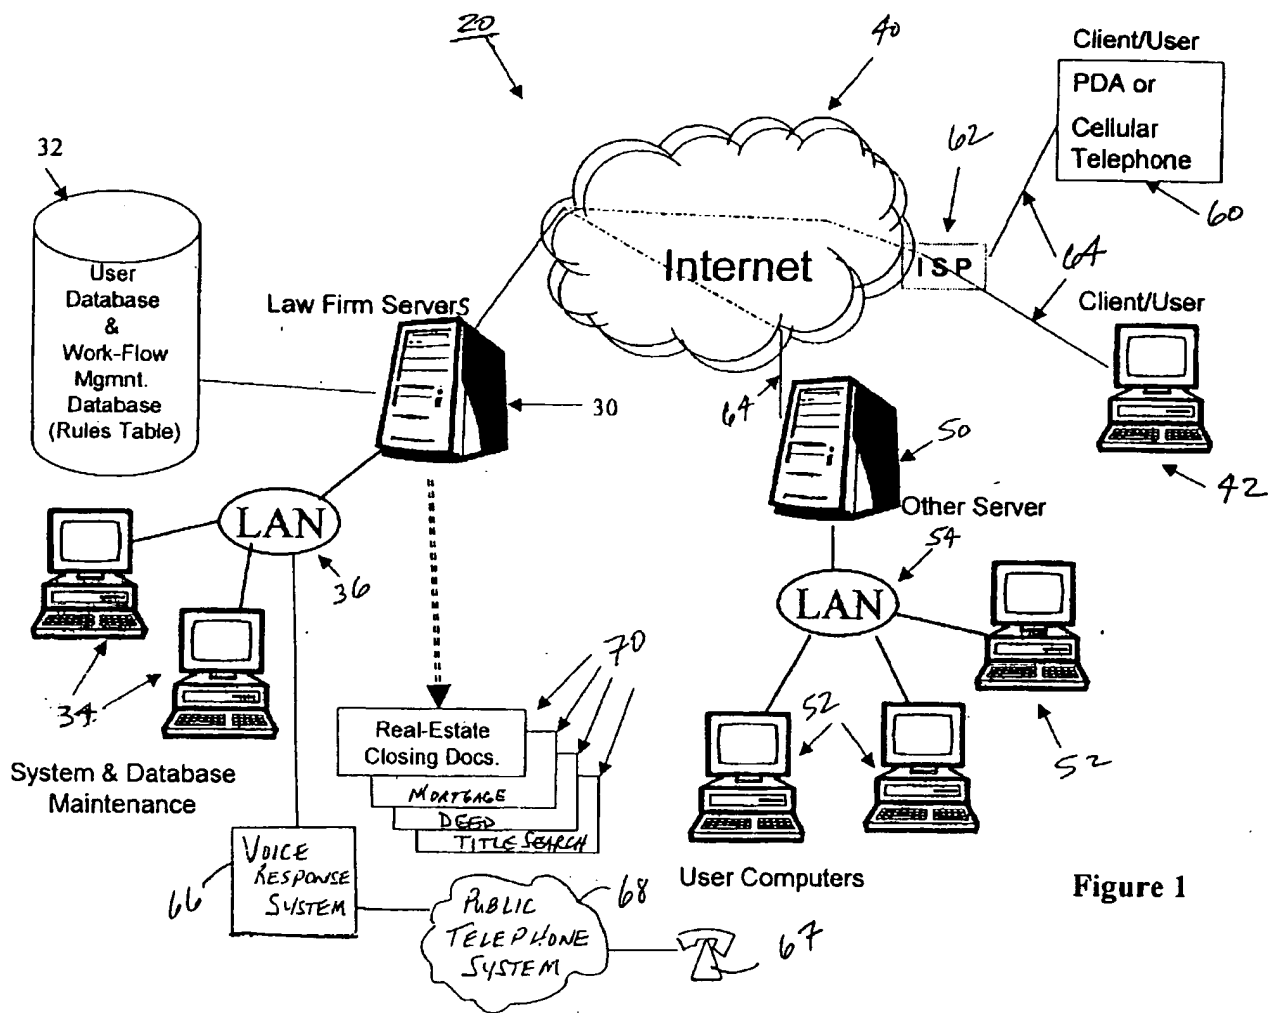 20
40
Client/User
PDA or
Cellular
Telephone
60
62
32
User
Database
&
Work-Flow
Mgmnt.
Database
(Rules Table)
Law Firm Servers
30
Internet
ISP
64
Client/User
42
64
50
Other Server
LAN
36
LAN
54
34
System & Database
Maintenance
70
Real-Estate
Closing Docs.
MORTGAGE
DEED
TITLE SEARCH
52
52
User Computers
VOICE
RESPONSE
SYSTEM
66
PUBLIC
TELEPHONE
SYSTEM
68
67
Figure 1